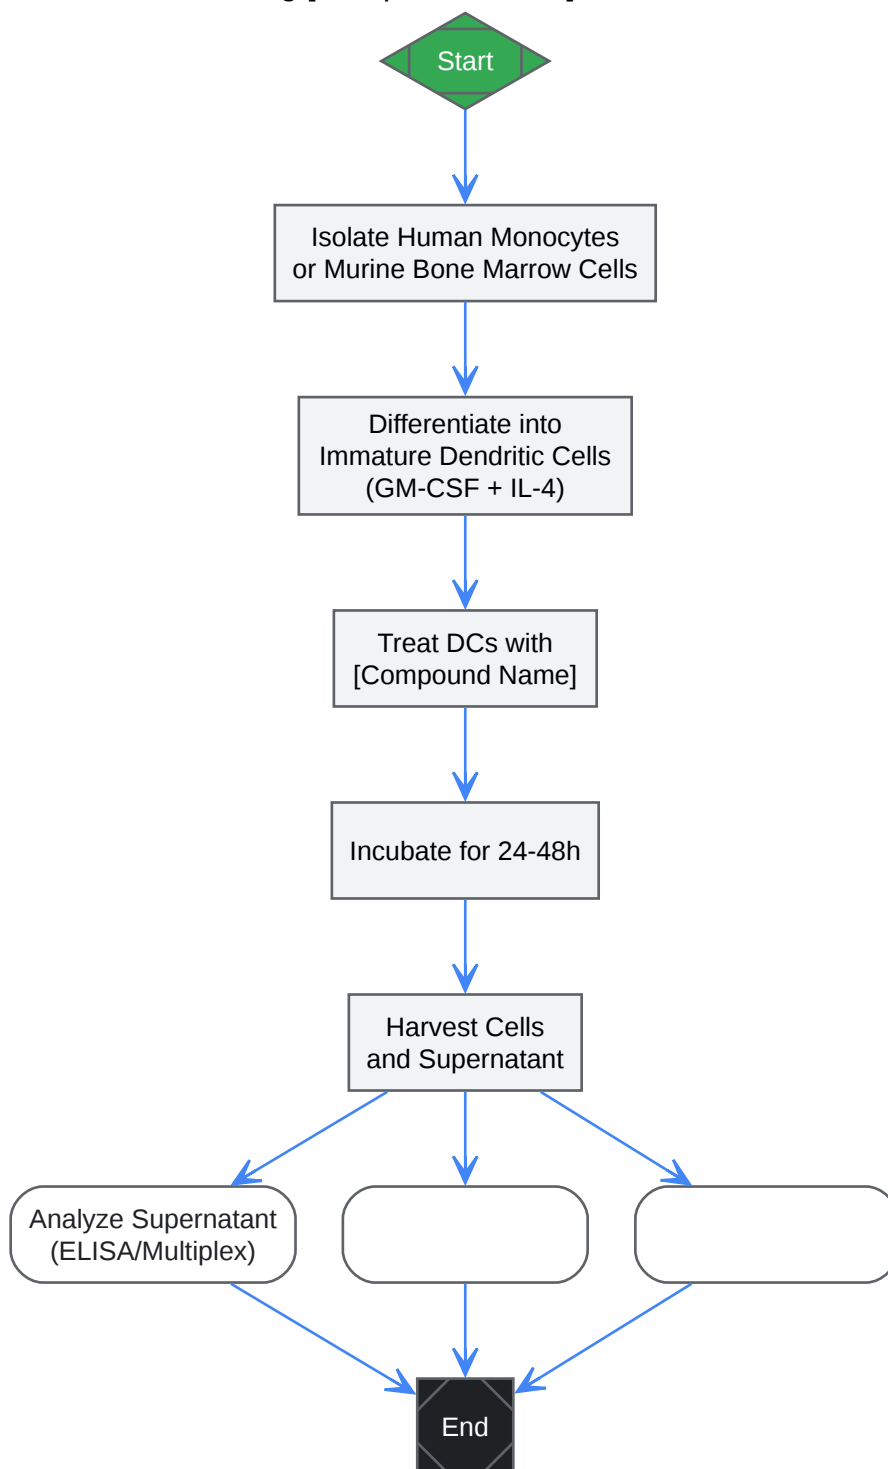 Start
Isolate Human Monocytes
or Murine Bone Marrow Cells
Differentiate into
Immature Dendritic Cells
(GM-CSF + IL-4)
Treat DCs with
[Compound Name]
Incubate for 24-48h
Harvest Cells
and Supernatant
Analyze Supernatant
(ELISA/Multiplex)
End